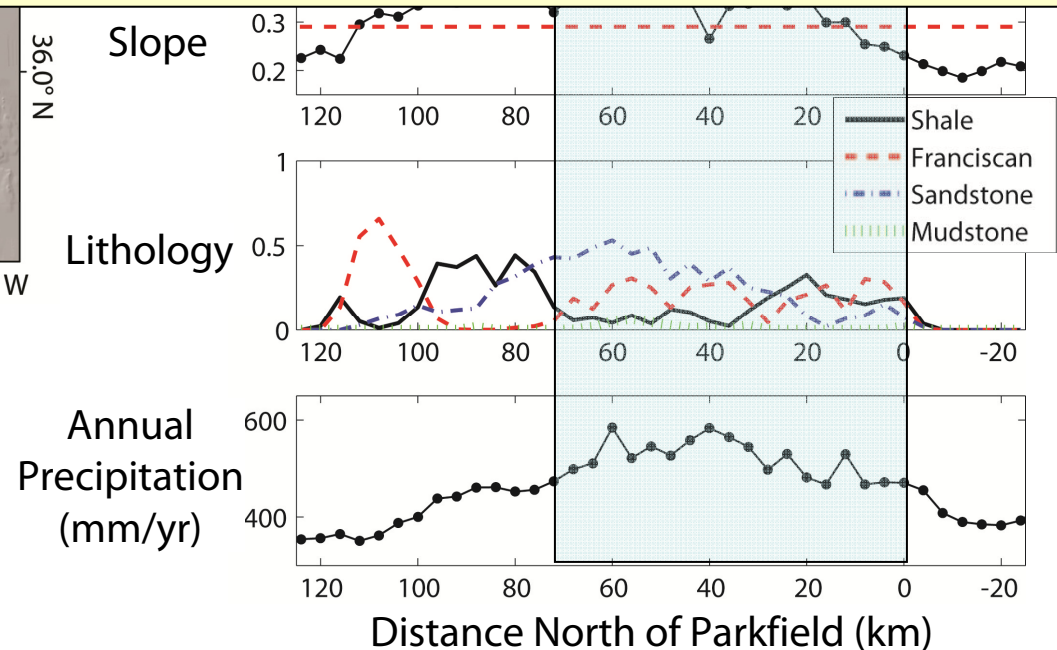 36.0° N
W
Slope
0.3
0.2
120 100 80 60 40 20
Shale
Franciscan
Sandstone
Mudstone
Lithology
1
0.5
0
120 100 80 60 40 20 0 -20
Annual
Precipitation
(mm/yr)
600
400
120 100 80 60 40 20 0 -20
Distance North of Parkfield (km)